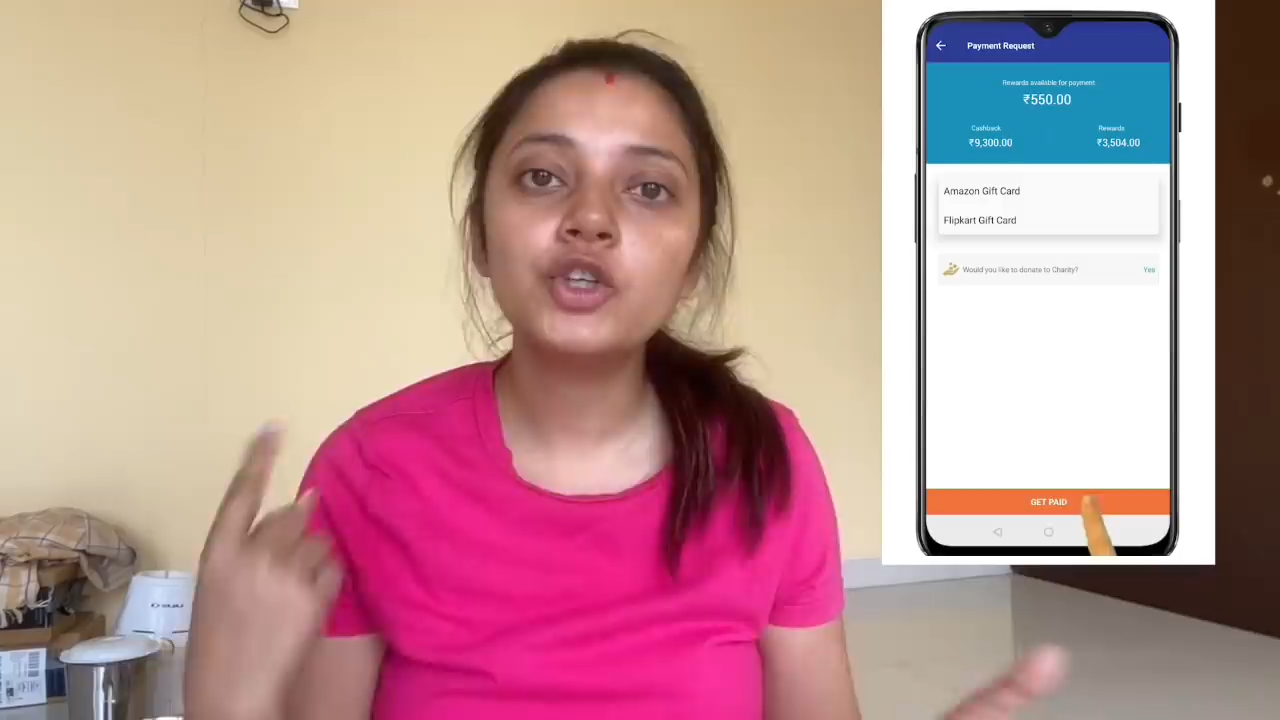 Payment Request
Rewards available for payment
₹550.00
Cashback
Rewards
₹9,300.00
₹3,504.00
Amazon Gift Card
Flipkart Gift Card
Would you like to donate to Charity?
Yes
GET PAID